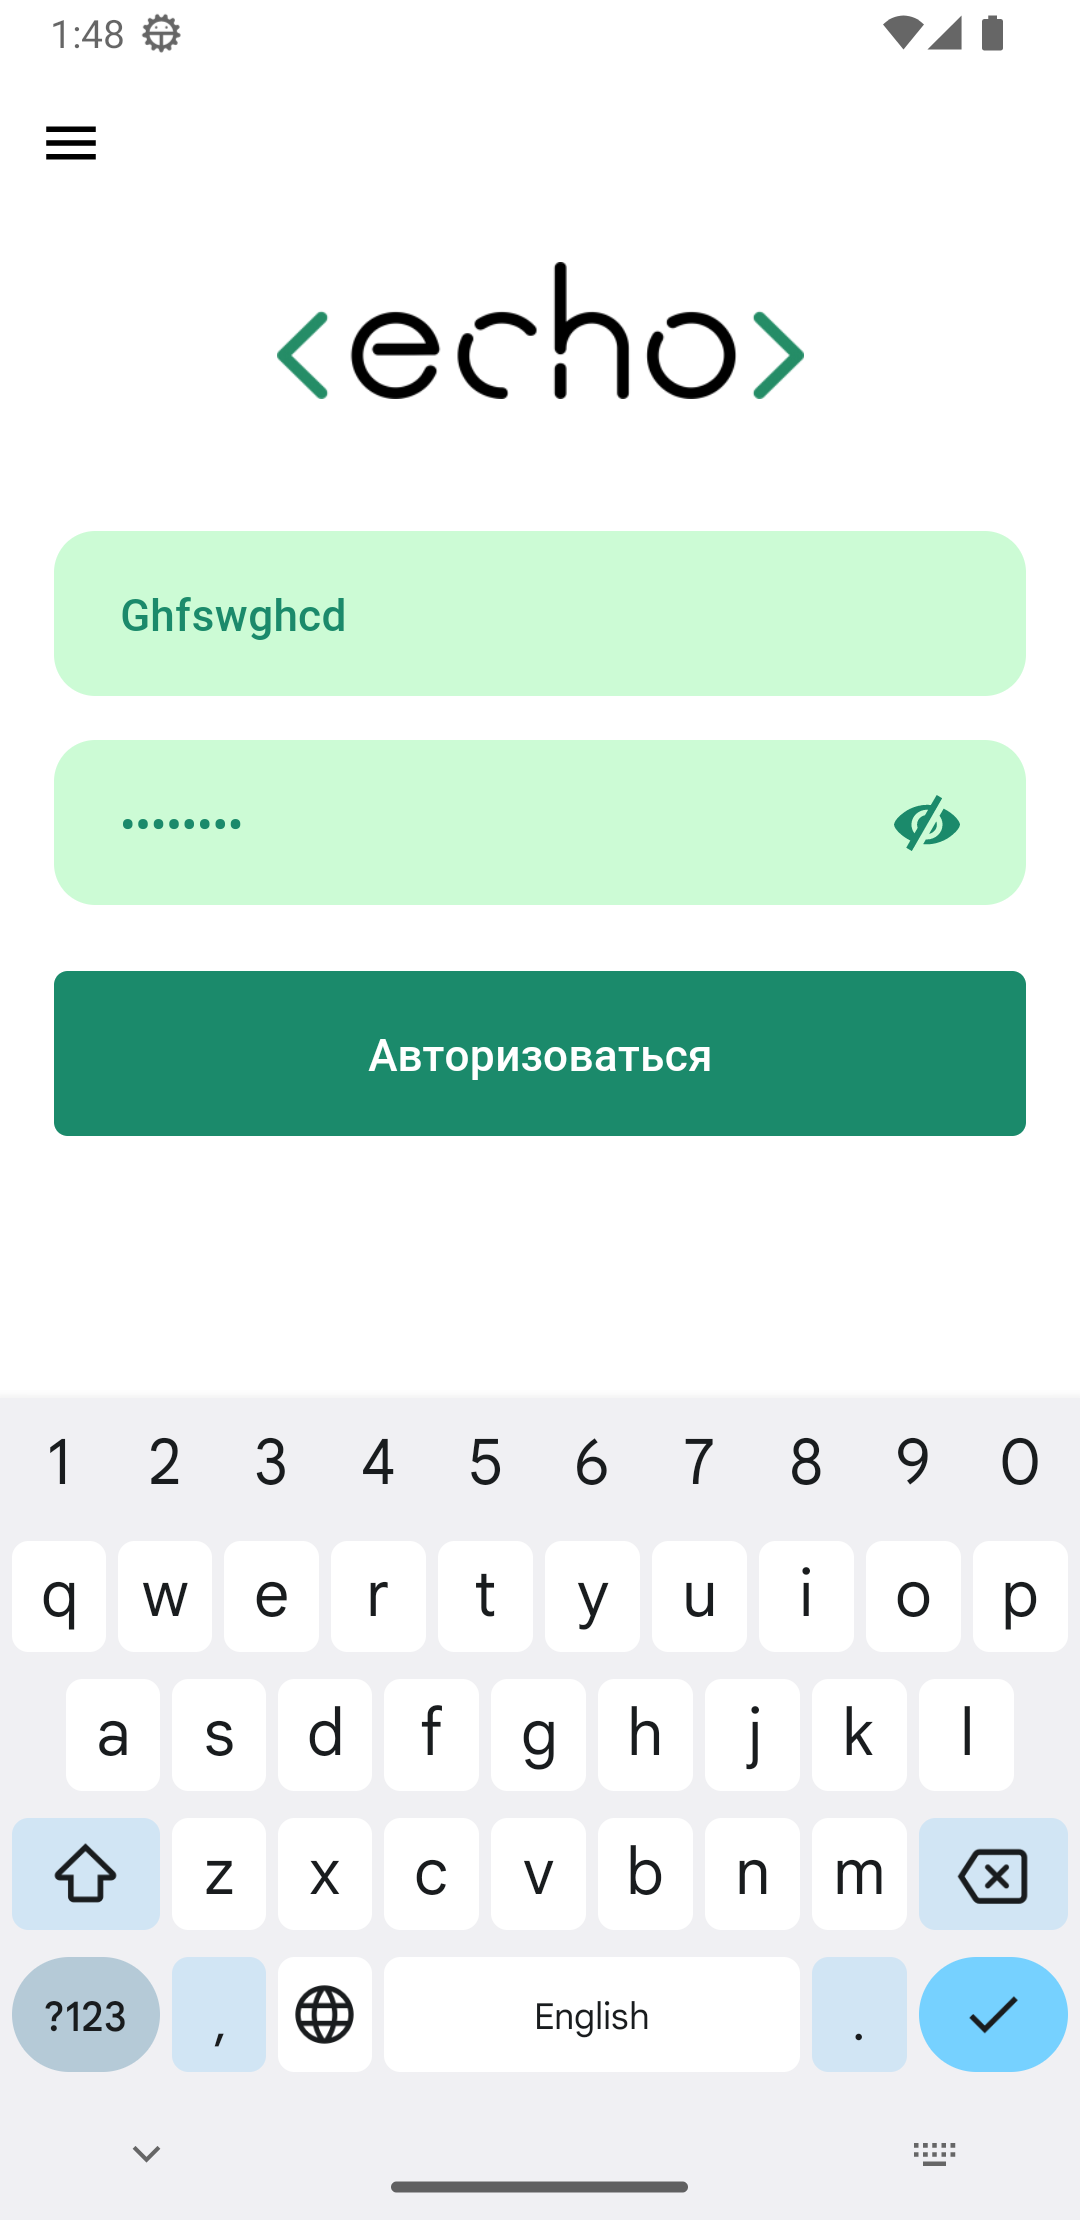 1:48
<echo>
Ghfswghcd
••••••••
Авторизоваться
1 2 3 4 5 6 7 8 9 0
q w e r t y u i o p
a s d f g h j k l
z x c v b n m
?123 , English .